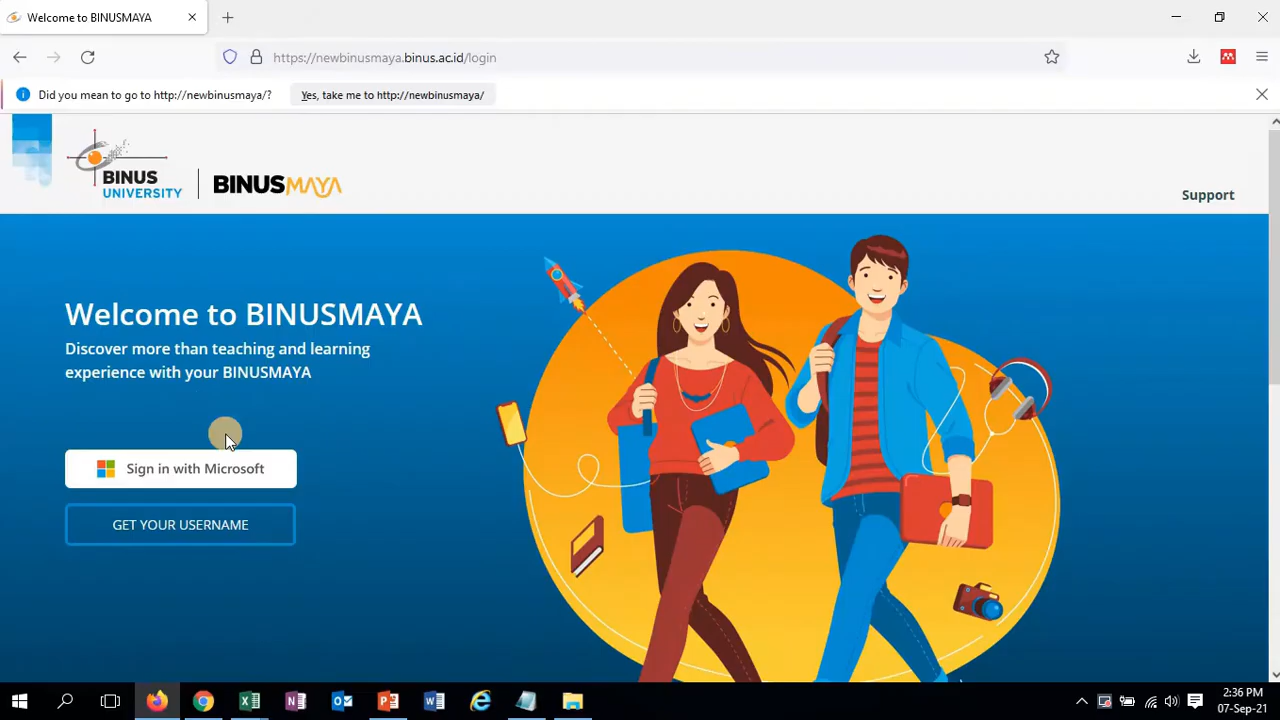 Welcome to BINUSMAYA
https://newbinusmaya.binus.ac.id/login
Did you mean to go to http://newbinusmaya/?
Yes, take me to http://newbinusmaya/
BINUS
UNIVERSITY
BINUSMAYA
Support
Welcome to BINUSMAYA
Discover more than teaching and learning
experience with your BINUSMAYA
Sign in with Microsoft
GET YOUR USERNAME
2:36 PM
07-Sep-21